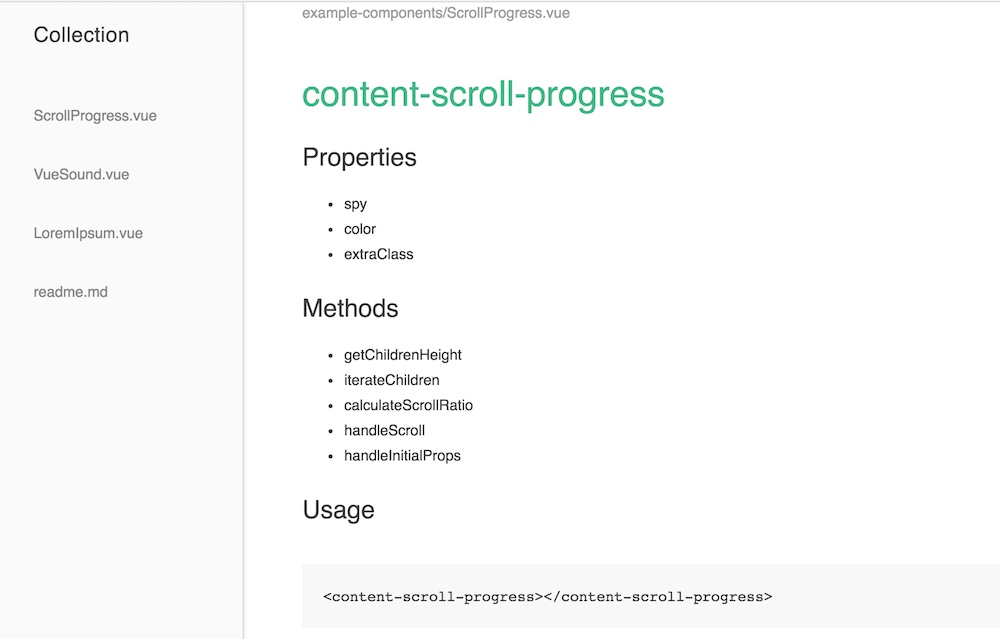 Collection
ScrollProgress.vue
VueSound.vue
LoremIpsum.vue
readme.md
example-components/ScrollProgress.vue
content-scroll-progress
Properties
spy
color
extraClass
Methods
getChildrenHeight
iterateChildren
calculateScrollRatio
handleScroll
handleInitialProps
Usage
<content-scroll-progress></content-scroll-progress>